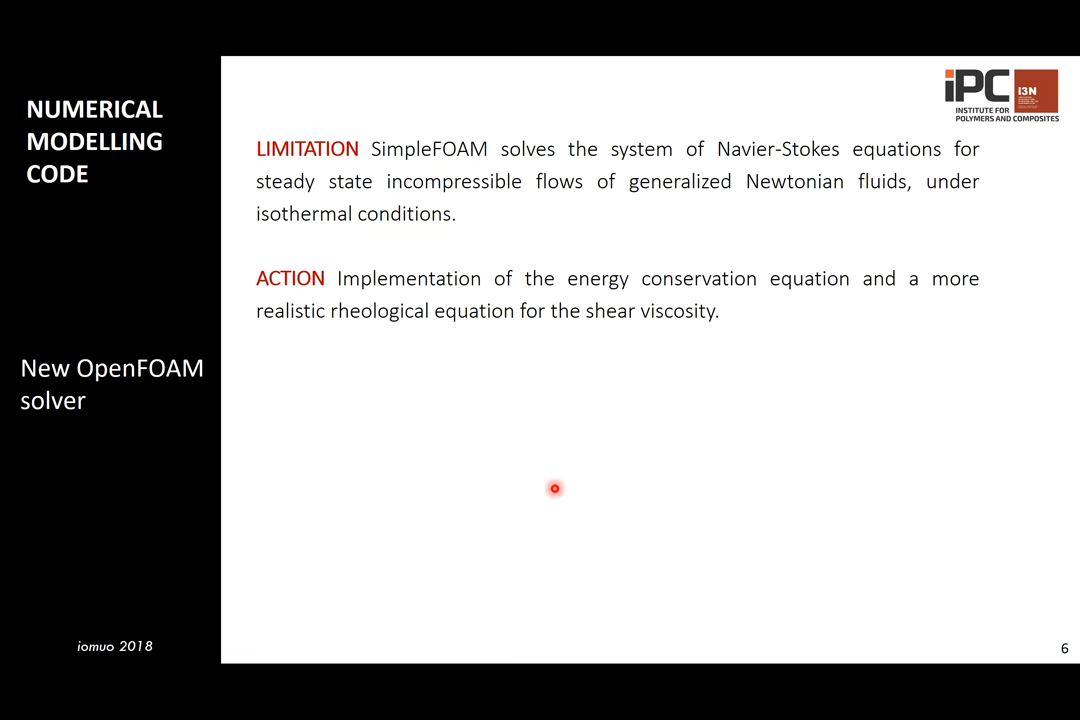 NUMERICAL
MODELLING
CODE
New OpenFOAM
solver
iomuo 2018
iPC
INSTITUTE FOR
POLYMERS AND COMPOSITES
I3N
LIMITATION SimpleFOAM solves the system of Navier-Stokes equations for
steady state incompressible flows of generalized Newtonian fluids, under
isothermal conditions.
ACTION Implementation of the energy conservation equation and a more
realistic rheological equation for the shear viscosity.
6